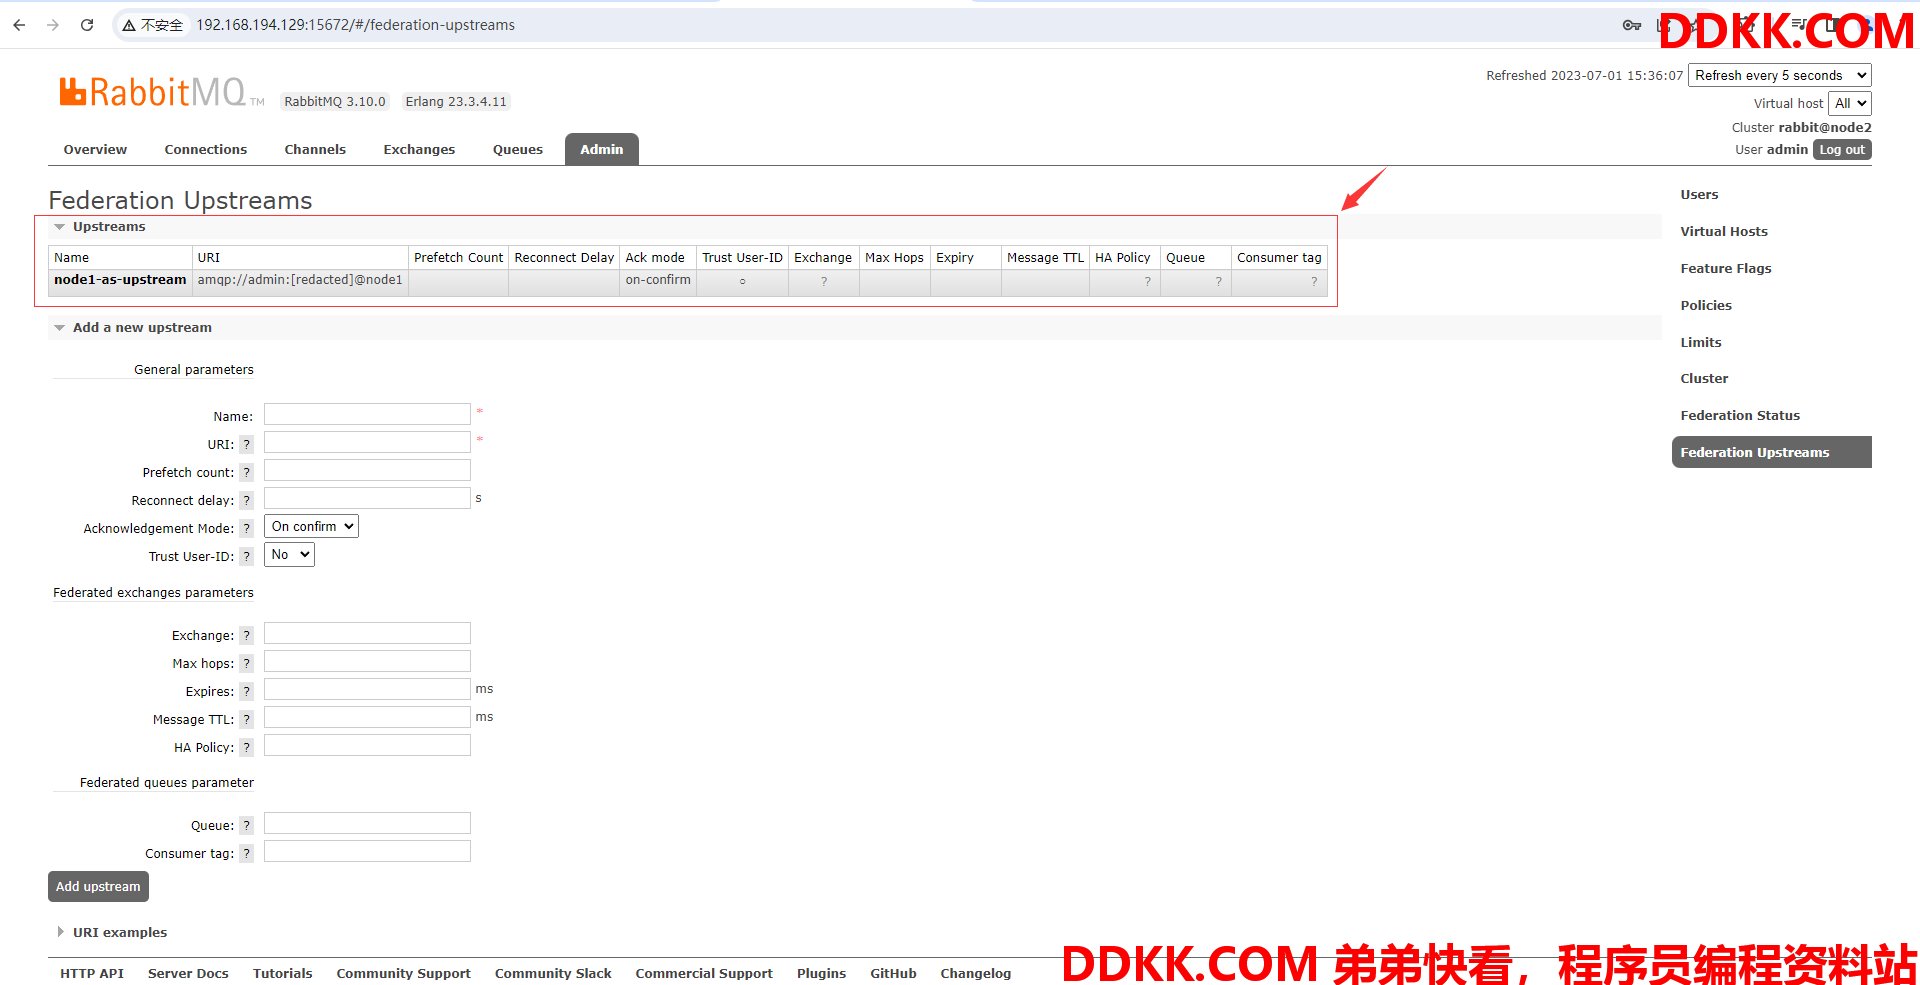 不安全 192.168.194.129:15672/#/federation-upstreams
DDKK.COM
RabbitMQ TM RabbitMQ 3.10.0 Erlang 23.3.4.11
Refreshed 2023-07-01 15:36:07 Refresh every 5 seconds
Virtual host All
Cluster rabbit@node2
User admin Log out
Overview Connections Channels Exchanges Queues Admin
Federation Upstreams
Upstreams
Name URI Prefetch Count Reconnect Delay Ack mode Trust User-ID Exchange Max Hops Expiry Message TTL HA Policy Queue Consumer tag
node1-as-upstream amqp://admin:[redacted]@node1 on-confirm ○ ? ? ? ?
Add a new upstream
General parameters
Name: *
URI: ? *
Prefetch count: ?
Reconnect delay: ? s
Acknowledgement Mode: ? On confirm
Trust User-ID: ? No
Federated exchanges parameters
Exchange: ?
Max hops: ?
Expires: ? ms
Message TTL: ? ms
HA Policy: ?
Federated queues parameter
Queue: ?
Consumer tag: ?
Add upstream
URI examples
Users
Virtual Hosts
Feature Flags
Policies
Limits
Cluster
Federation Status
Federation Upstreams
HTTP API Server Docs Tutorials Community Support Community Slack Commercial Support Plugins GitHub Changelog
DDKK.COM 弟弟快看，程序员编程资料站